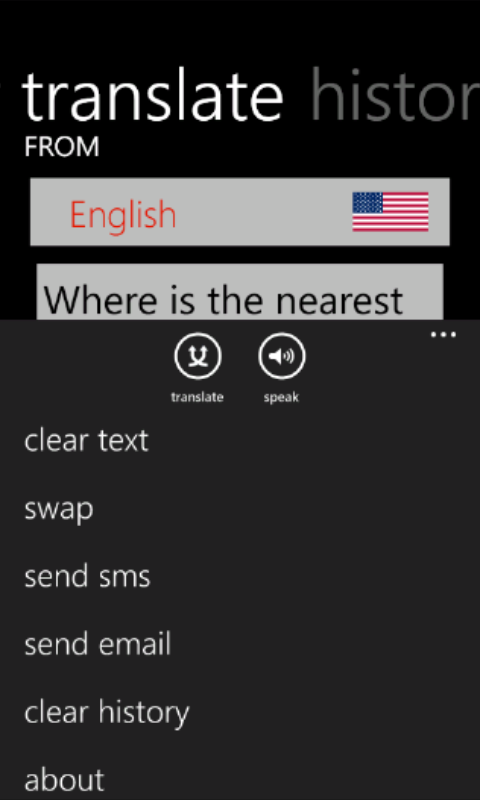 translate histor
FROM
English
Where is the nearest
translate speak
clear text
swap
send sms
send email
clear history
about